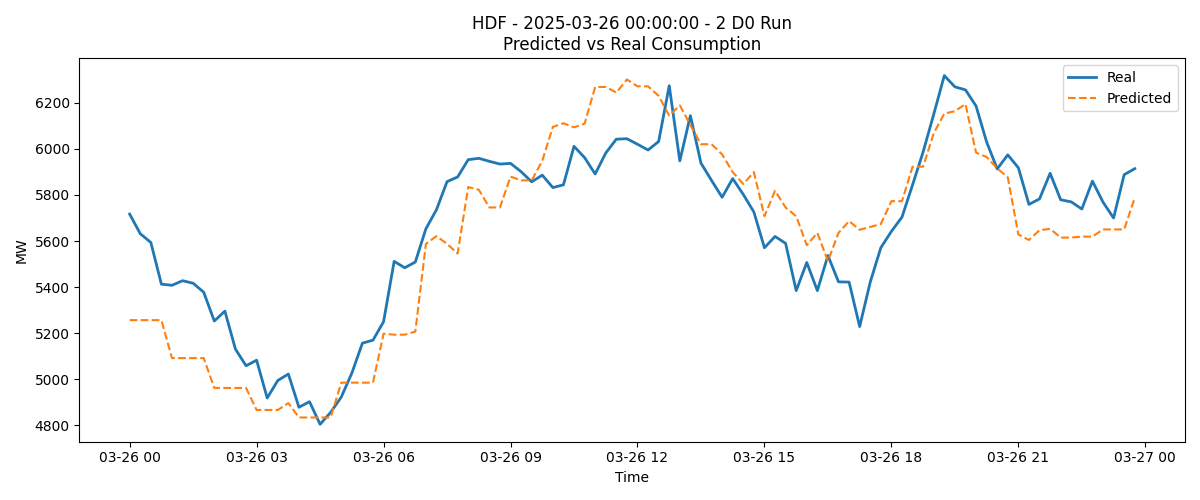 HDF - 2025-03-26 00:00:00 - 2 D0 Run
Predicted vs Real Consumption
Real
Predicted
MW
6200
6000
5800
5600
5400
5200
5000
4800
03-26 00
03-26 03
03-26 06
03-26 09
03-26 12
03-26 15
03-26 18
03-26 21
03-27 00
Time